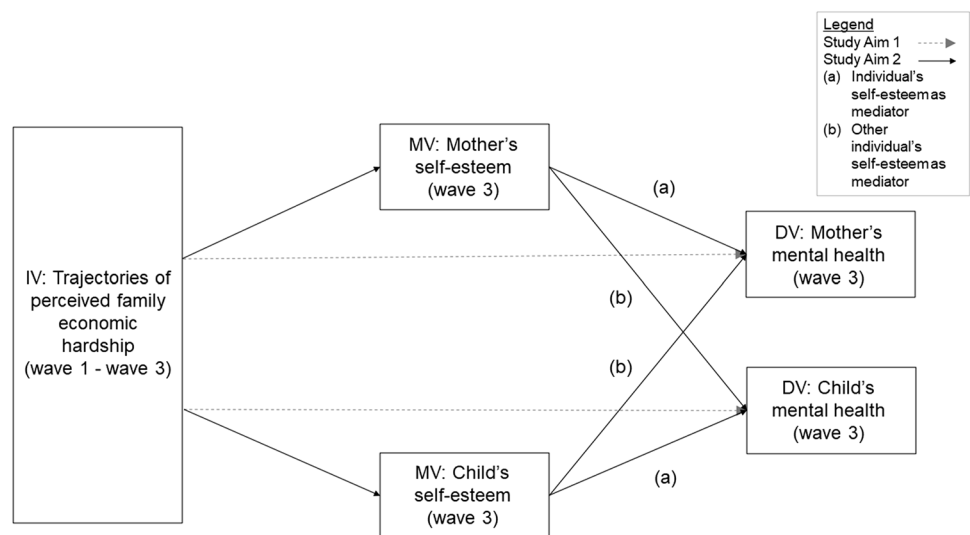 Legend
Study Aim 1
Study Aim 2
(a) Individual's
self-esteem as
mediator
(b) Other
individual's
self-esteem as
mediator
MV: Mother's
self-esteem
(wave 3)
(a)
DV: Mother's
mental health
(wave 3)
IV: Trajectories of
perceived family
economic
hardship
(wave 1 - wave 3)
(b)
(b)
DV: Child's
mental health
(wave 3)
MV: Child's
self-esteem
(wave 3)
(a)